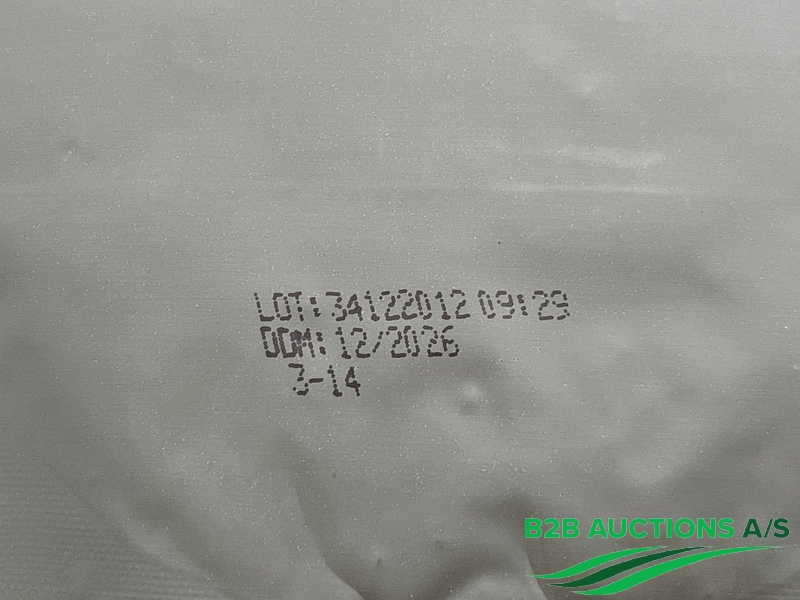 LOT:34122012 09:29
DDM:12/2026
3-14
B2B AUCTIONS A/S